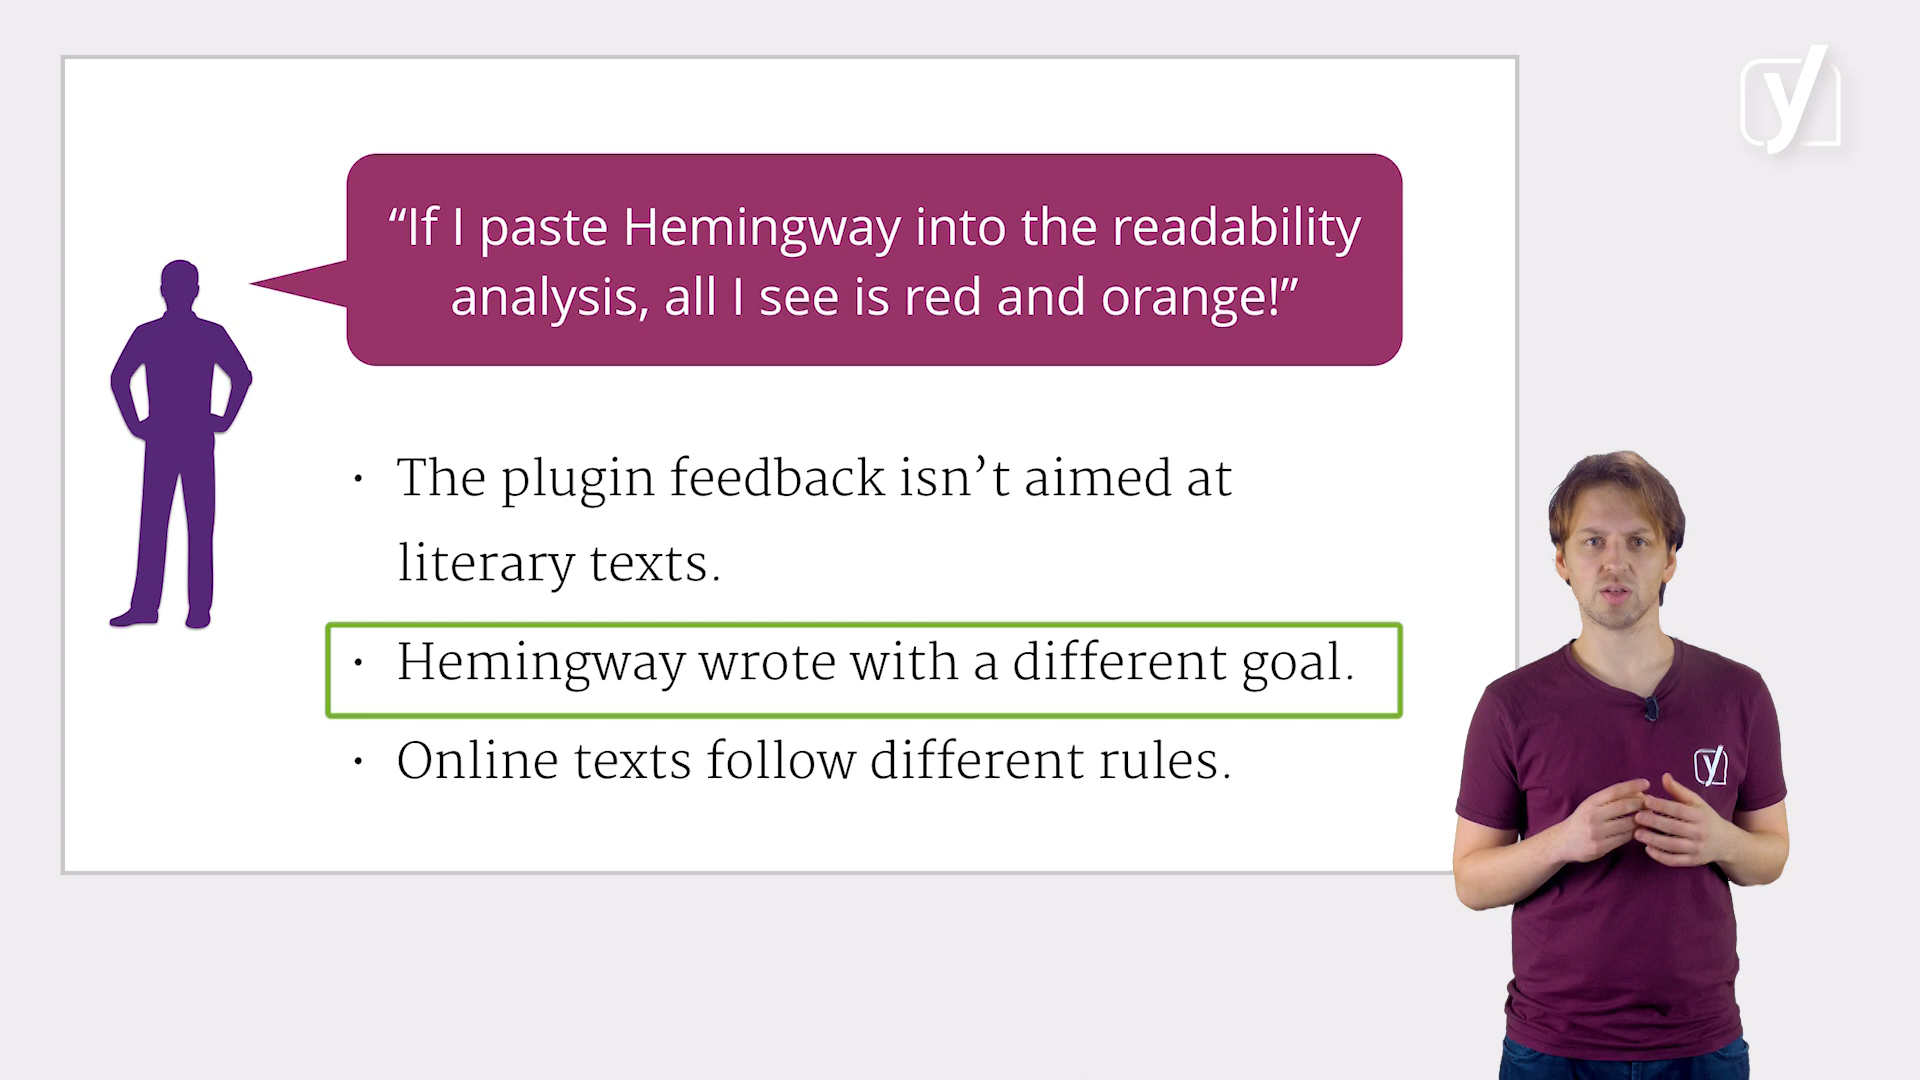 “If I paste Hemingway into the readability
analysis, all I see is red and orange!”
• The plugin feedback isn’t aimed at
literary texts.
• Hemingway wrote with a different goal.
• Online texts follow different rules.
y
y